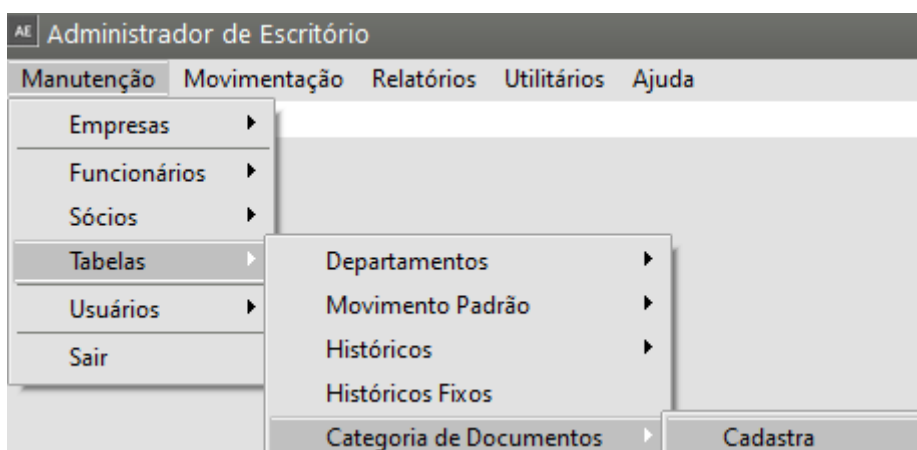 AE Administrador de Escritório
Manutenção Movimentação Relatórios Utilitários Ajuda
Empresas
Funcionários
Sócios
Tabelas
Usuários
Sair
Departamentos
Movimento Padrão
Históricos
Históricos Fixos
Categoria de Documentos
Cadastra